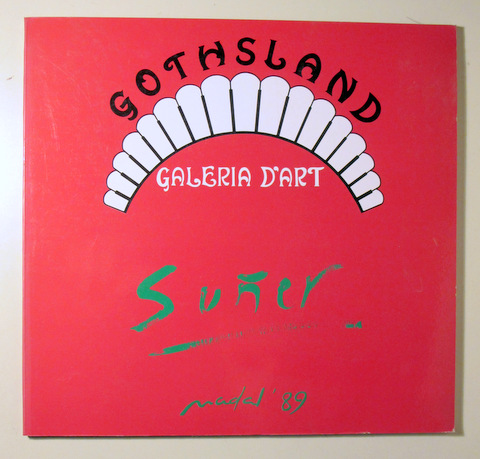 GOTHSLAND
GALERIA D'ART
Suñer
nadal '89